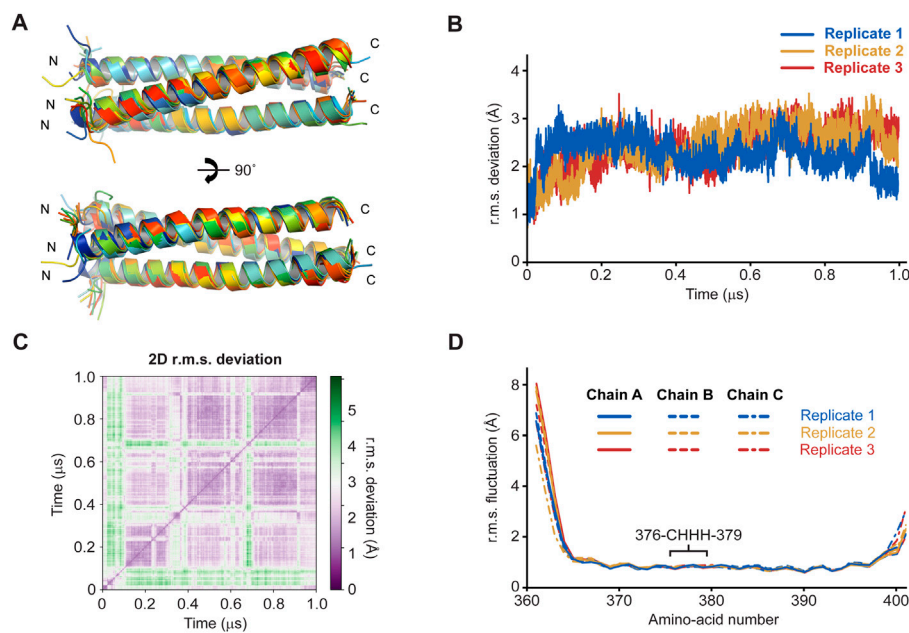 A
N
C
N
C
N
C
90˚
N
C
C
N
C
N
B
Replicate 1
Replicate 2
Replicate 3
r.m.s. deviation (Å)
4
3
2
1
0
0
0.2
0.4
0.6
0.8
1.0
Time (μs)
C
2D r.m.s. deviation
Time (μs)
1.0
0.8
0.6
0.4
0.2
0
0
0.2
0.4
0.6
0.8
1.0
Time (μs)
5
4
3
2
1
0
r.m.s. deviation (Å)
D
r.m.s. fluctuation (Å)
8
6
4
2
0
Chain A Chain B Chain C
Replicate 1
Replicate 2
Replicate 3
376-CHHH-379
360
370
380
390
400
Amino-acid number